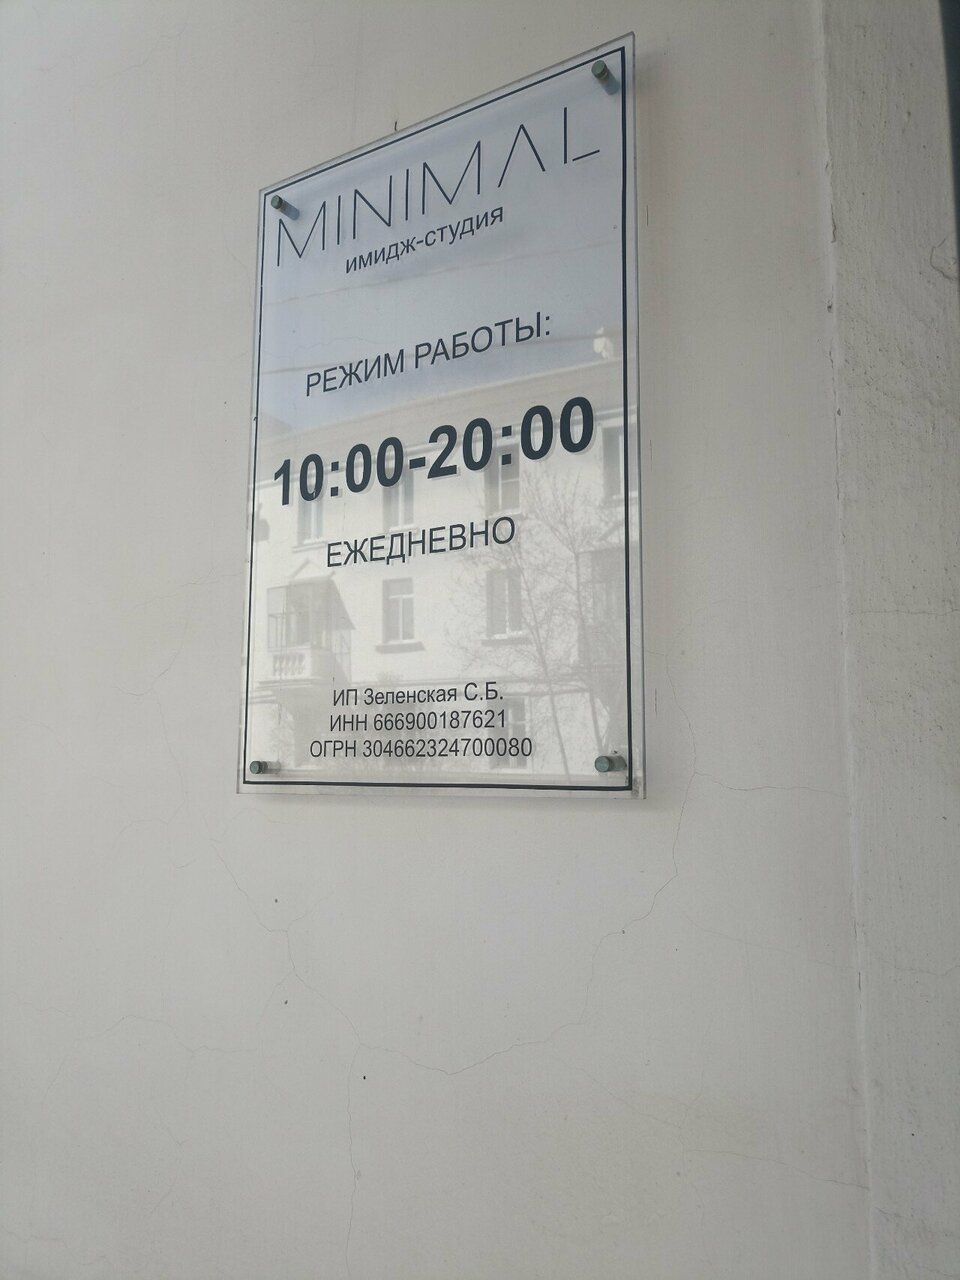 MINIMAL
имидж-студия
РЕЖИМ РАБОТЫ:
10:00-20:00
ЕЖЕДНЕВНО
ИП Зеленская С.Б.
ИНН 666900187621
ОГРН 304662324700080